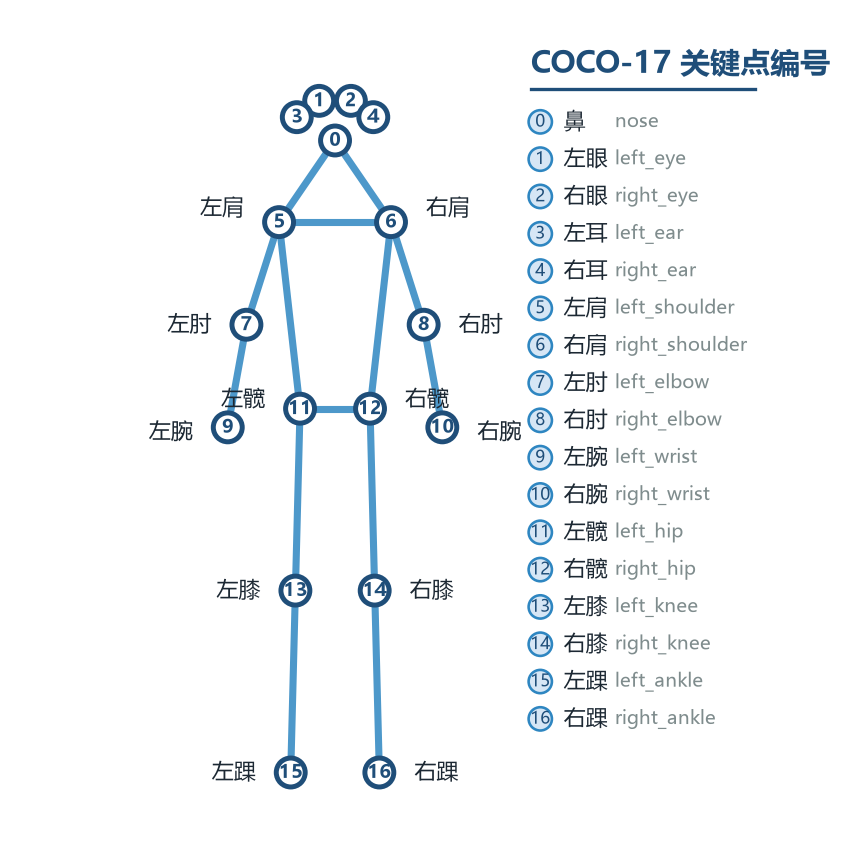 COCO-17 关键点编号
1 2
3 4
0
左肩 5 6 右肩
左肘 7 8 右肘
左髋 11 12 右髋
左腕 9 10 右腕
左膝 13 14 右膝
左踝 15 16 右踝
0 鼻 nose
1 左眼 left_eye
2 右眼 right_eye
3 左耳 left_ear
4 右耳 right_ear
5 左肩 left_shoulder
6 右肩 right_shoulder
7 左肘 left_elbow
8 右肘 right_elbow
9 左腕 left_wrist
10 右腕 right_wrist
11 左髋 left_hip
12 右髋 right_hip
13 左膝 left_knee
14 右膝 right_knee
15 左踝 left_ankle
16 右踝 right_ankle